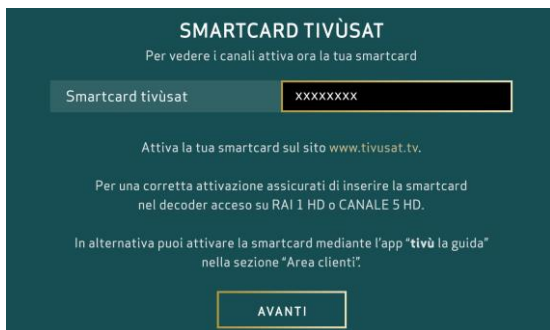 SMARTCARD TIVÙSAT
Per vedere i canali attiva ora la tua smartcard
Smartcard tivùsat xxxxxxxx
Attiva la tua smartcard sul sito www.tivusat.tv.
Per una corretta attivazione assicurati di inserire la smartcard
nel decoder acceso su RAI 1 HD o CANALE 5 HD.
In alternativa puoi attivare la smartcard mediante l'app “tivù la guida”
nella sezione “Area clienti”.
AVANTI